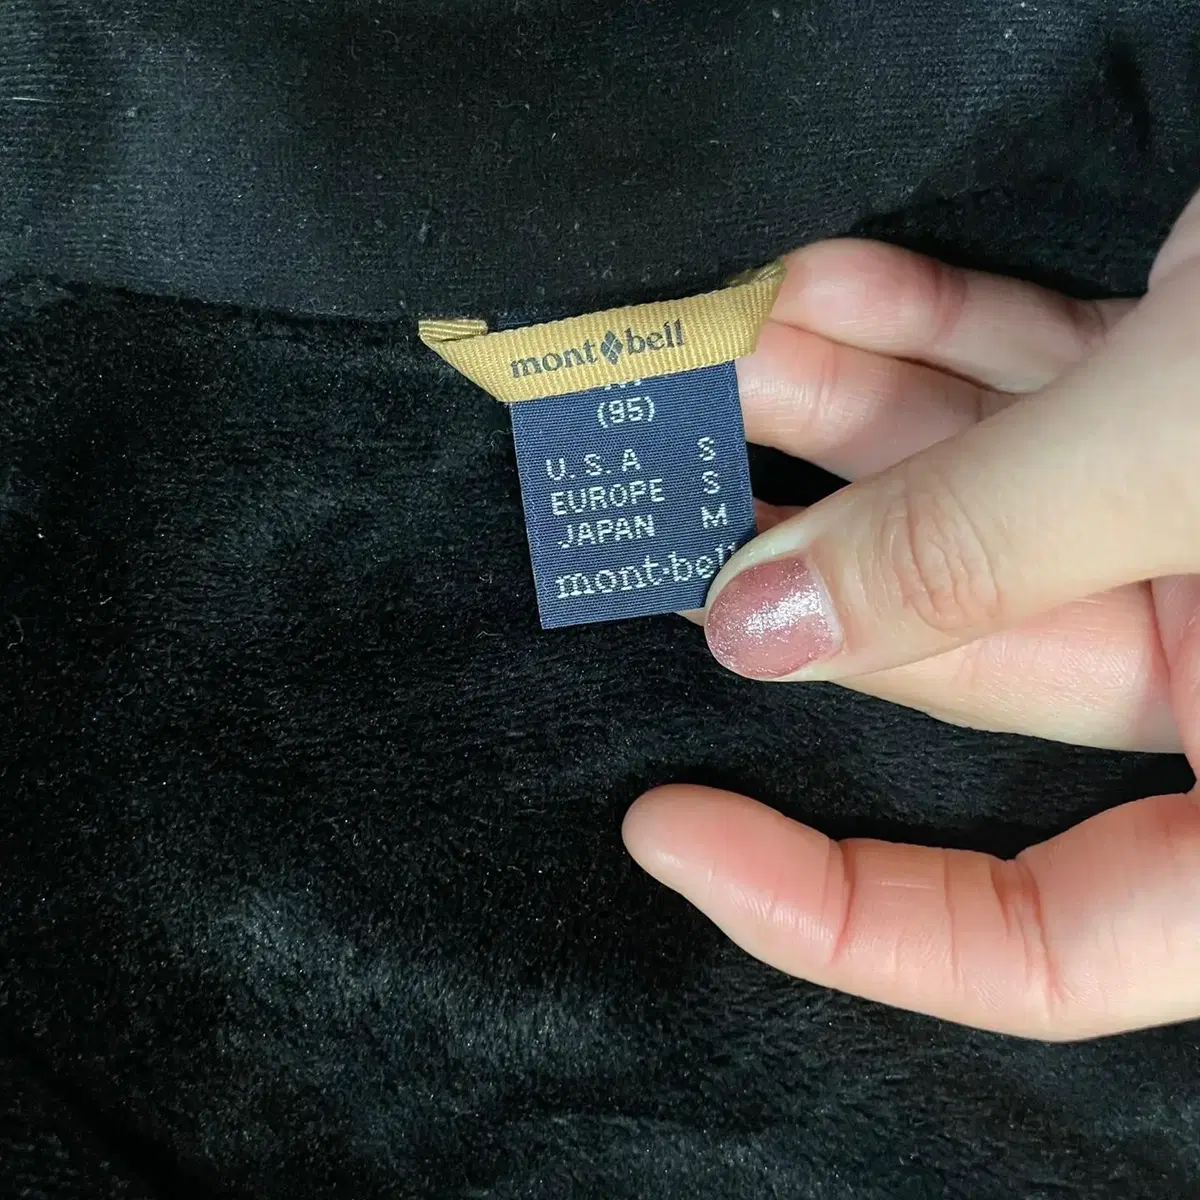 mont bell
(95)
U.S.A S
EUROPE S
JAPAN M
mont-bell